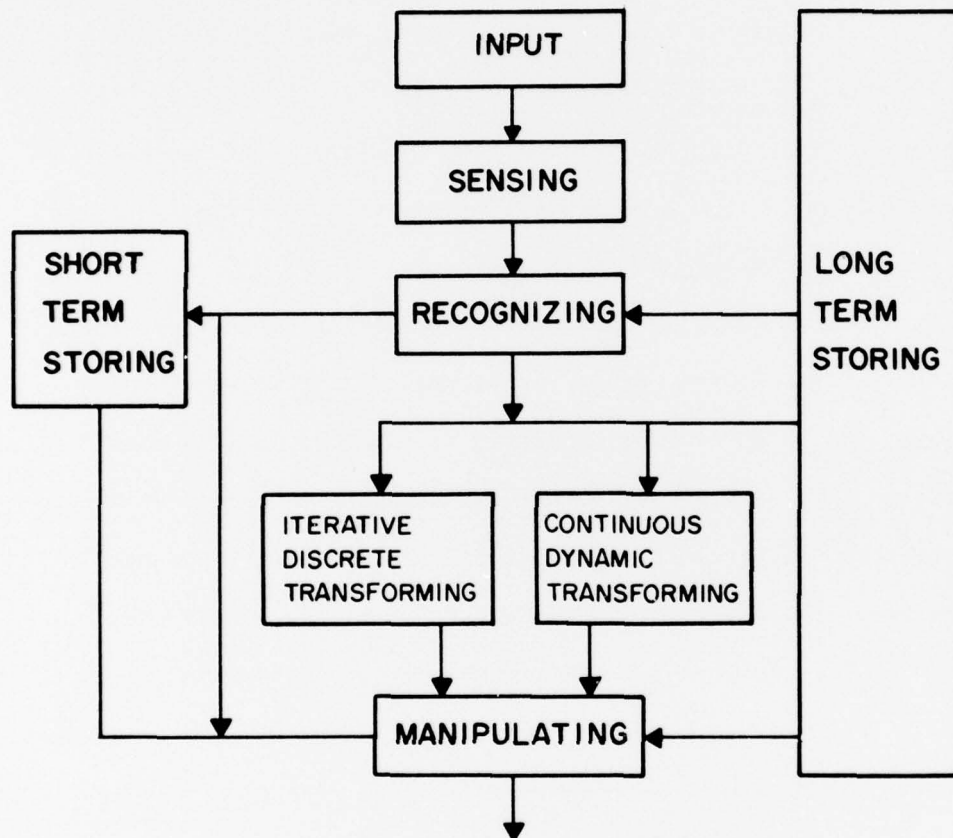 INPUT
SENSING
SHORT
TERM
STORING
RECOGNIZING
LONG
TERM
STORING
ITERATIVE
DISCRETE
TRANSFORMING
CONTINUOUS
DYNAMIC
TRANSFORMING
MANIPULATING